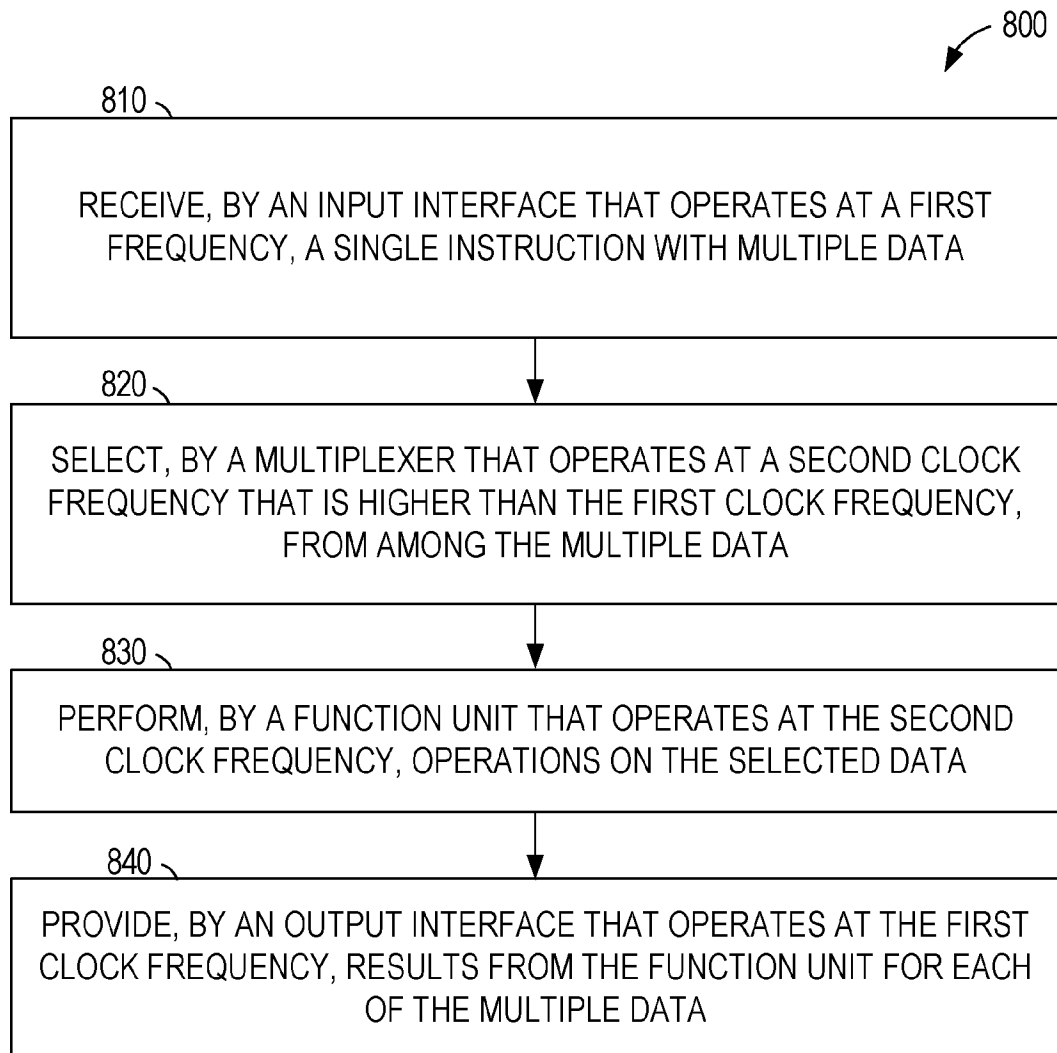 800
810
RECEIVE, BY AN INPUT INTERFACE THAT OPERATES AT A FIRST
FREQUENCY, A SINGLE INSTRUCTION WITH MULTIPLE DATA
820
SELECT, BY A MULTIPLEXER THAT OPERATES AT A SECOND CLOCK
FREQUENCY THAT IS HIGHER THAN THE FIRST CLOCK FREQUENCY,
FROM AMONG THE MULTIPLE DATA
830
PERFORM, BY A FUNCTION UNIT THAT OPERATES AT THE SECOND
CLOCK FREQUENCY, OPERATIONS ON THE SELECTED DATA
840
PROVIDE, BY AN OUTPUT INTERFACE THAT OPERATES AT THE FIRST
CLOCK FREQUENCY, RESULTS FROM THE FUNCTION UNIT FOR EACH
OF THE MULTIPLE DATA